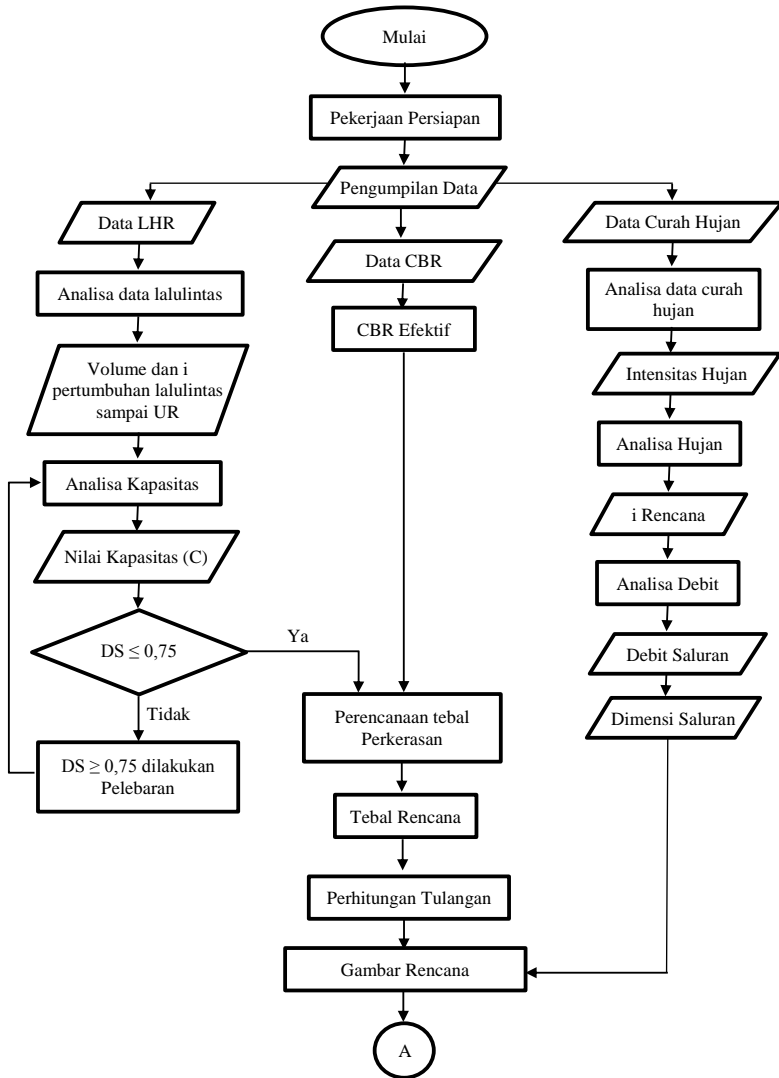 Mulai
Pekerjaan Persiapan
Pengumpilan Data
Data LHR
Data Curah Hujan
Data CBR
Analisa data lalulintas
Analisa data curah
hujan
CBR Efektif
Volume dan i
pertumbuhan lalulintas
sampai UR
Intensitas Hujan
Analisa Hujan
Analisa Kapasitas
i Rencana
Nilai Kapasitas (C)
Analisa Debit
DS ≤ 0,75
Ya
Debit Saluran
Tidak
Perencanaan tebal
Perkerasan
Dimensi Saluran
DS ≥ 0,75 dilakukan
Pelebaran
Tebal Rencana
Perhitungan Tulangan
Gambar Rencana
A